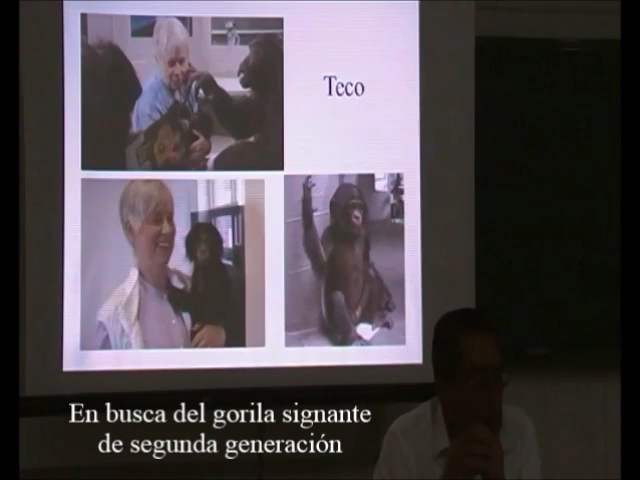 Teco
En busca del gorila signante
de segunda generación